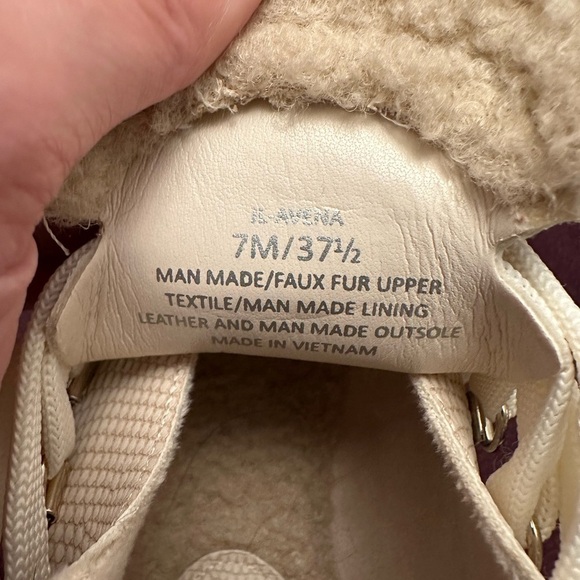 IL-AVENA
7M/37½
MAN MADE/FAUX FUR UPPER
TEXTILE/MAN MADE LINING
LEATHER AND MAN MADE OUTSOLE
MADE IN VIETNAM